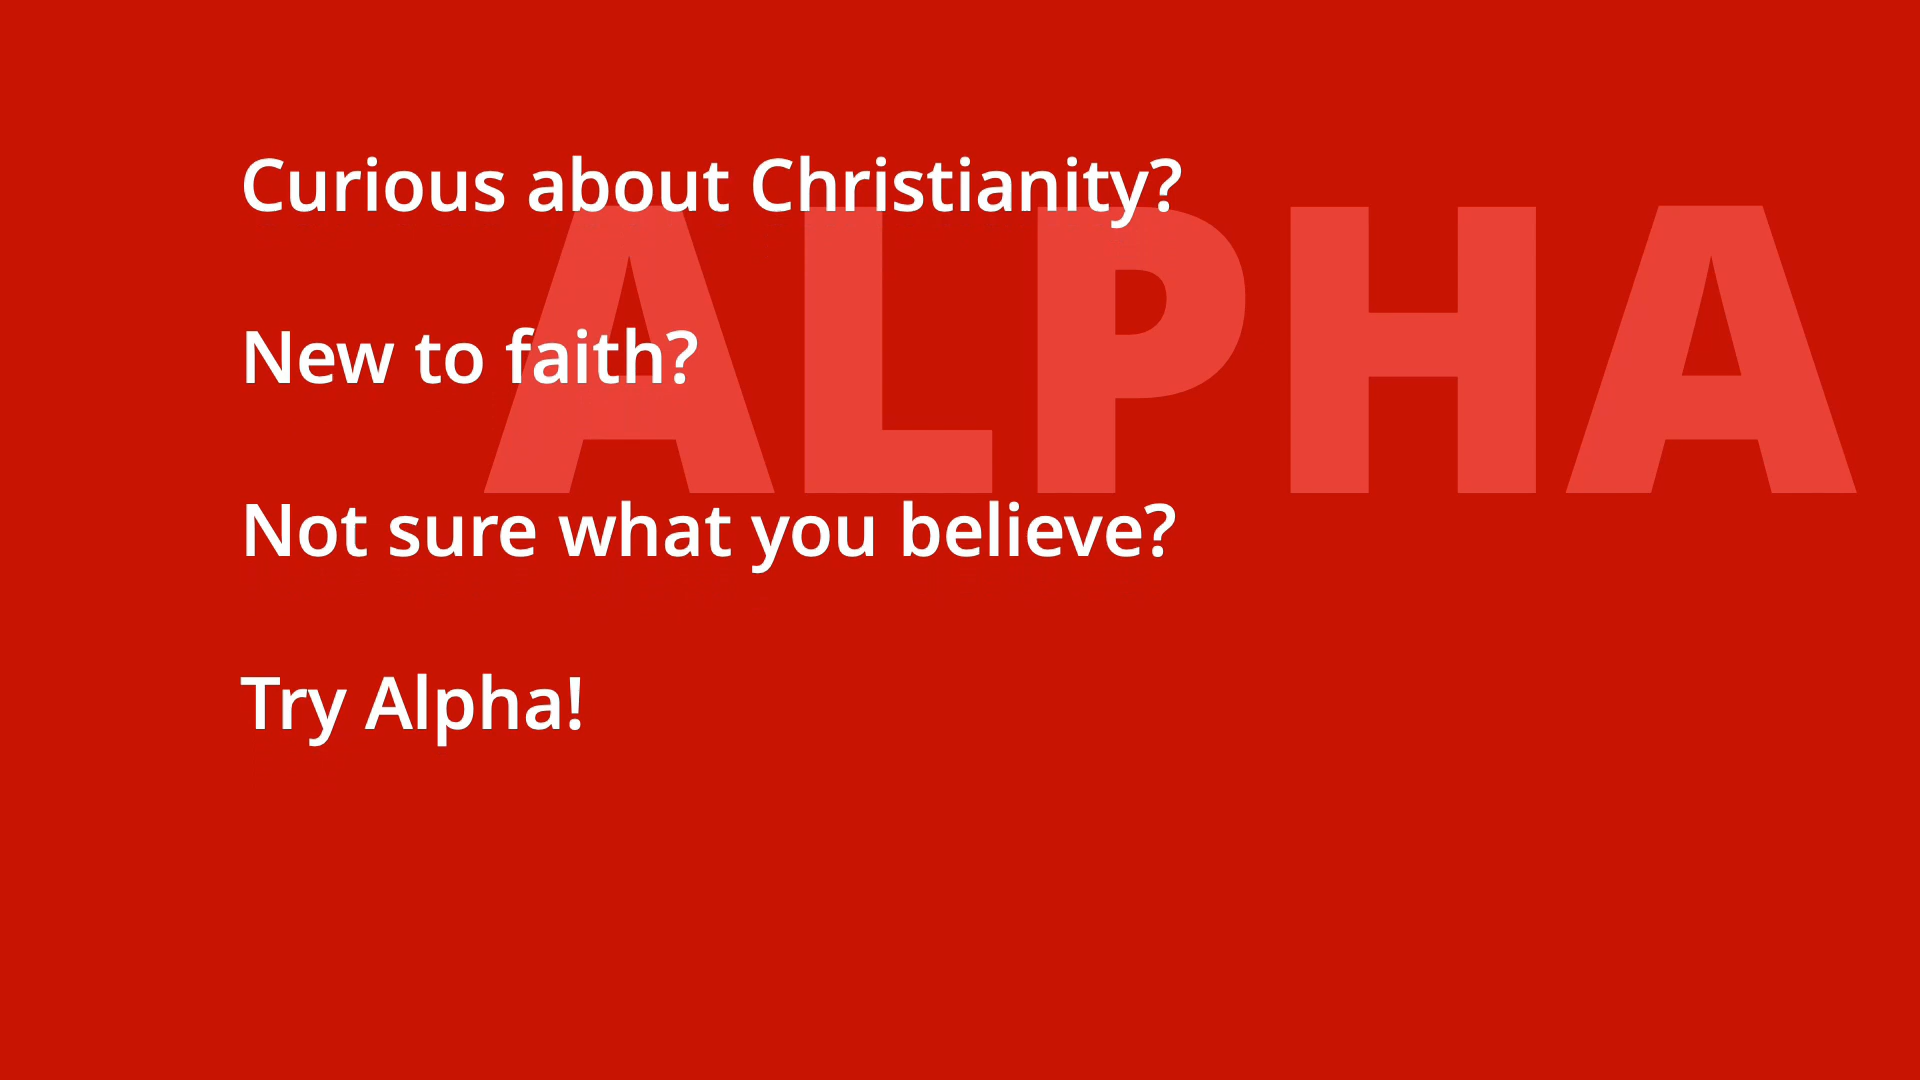 Curious about Christianity?
ALPHA
New to faith?
Not sure what you believe?
Try Alpha!